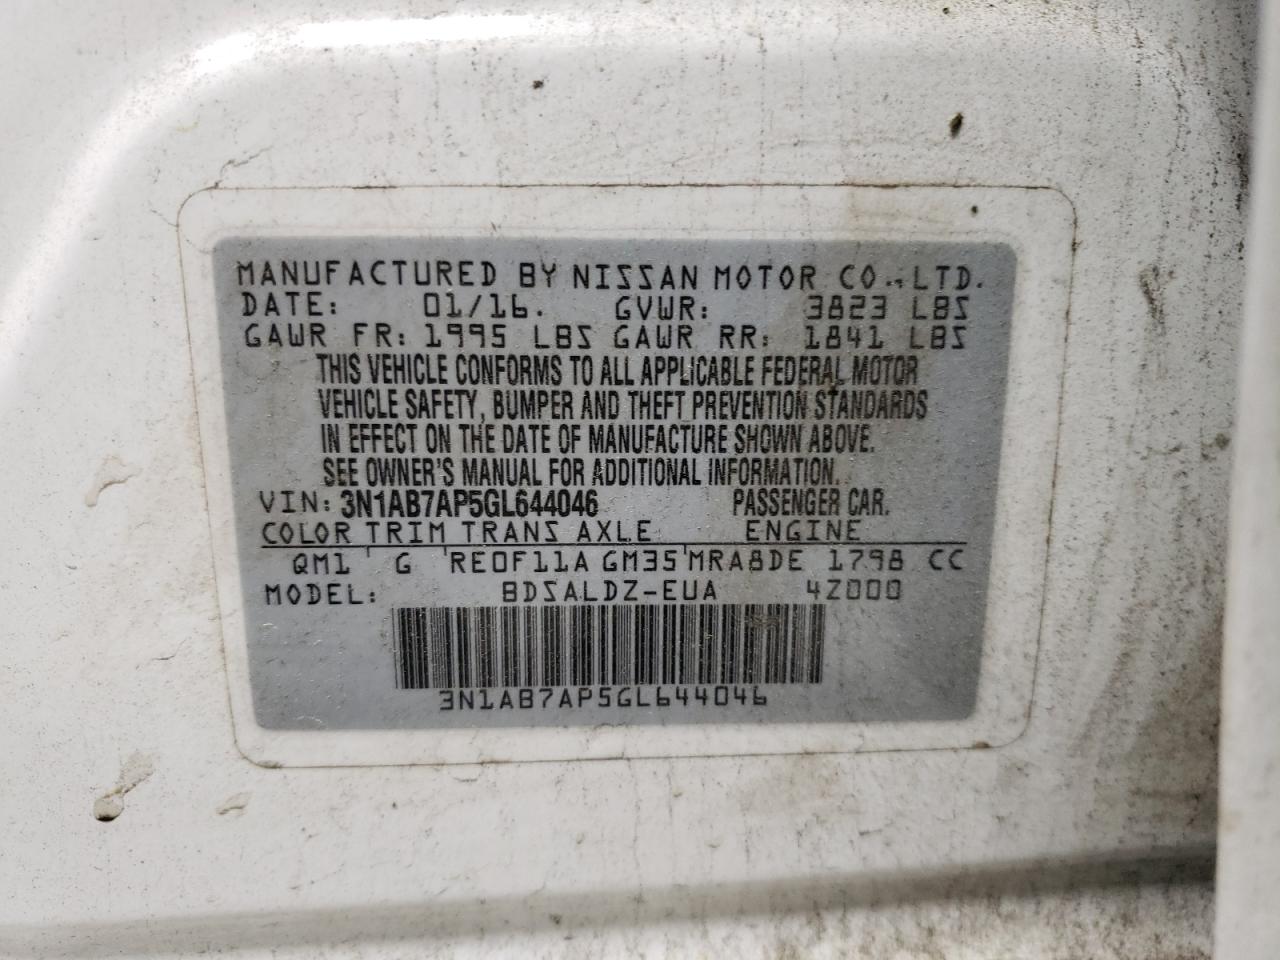 MANUFACTURED BY NISSAN MOTOR CO., LTD.
DATE: 01/16. GVWR: 3823 LBS
GAWR FR: 1995 LBS GAWR RR: 1841 LBS
THIS VEHICLE CONFORMS TO ALL APPLICABLE FEDERAL MOTOR
VEHICLE SAFETY, BUMPER AND THEFT PREVENTION STANDARDS
IN EFFECT ON THE DATE OF MANUFACTURE SHOWN ABOVE.
SEE OWNER'S MANUAL FOR ADDITIONAL INFORMATION.
VIN: 3N1AB7AP5GL644046 PASSENGER CAR.
COLOR TRIM TRANS AXLE ENGINE
QM1 ' G ' RE0F11A GM35 ' MRA8DE 1798 CC
MODEL: BDSALDZ-EUA 4Z000
3N1AB7AP5GL644046